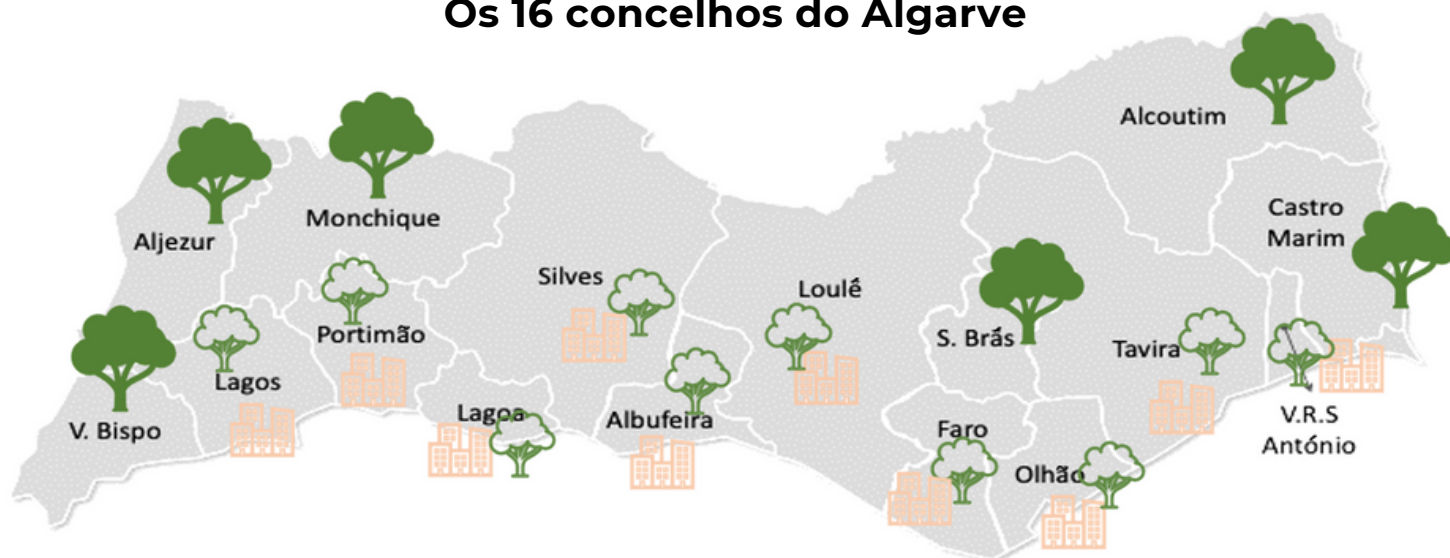 Os 16 concelhos do Algarve
Alcoutim
Castro
Marim
Monchique
Aljezur
Silves
Loulé
Portimão
S. Brás
Tavira
Lagos
V. Bispo
Lagoa
Albufeira
Faro
V.R.S
António
Olhão